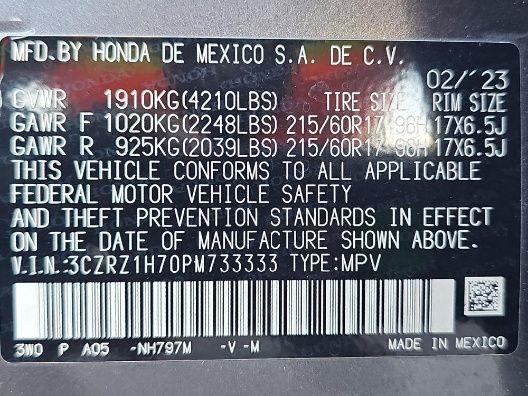 MFD.BY HONDA DE MEXICO S.A. DE C.V.
02/'23
GVWR 1910KG(4210LBS) TIRE SIZE RIM SIZE
GAWR F 1020KG(2248LBS) 215/60R17 96H 17X6.5J
GAWR R 925KG(2039LBS) 215/60R17 96H 17X6.5J
THIS VEHICLE CONFORMS TO ALL APPLICABLE
FEDERAL MOTOR VEHICLE SAFETY
AND THEFT PREVENTION STANDARDS IN EFFECT
ON THE DATE OF MANUFACTURE SHOWN ABOVE.
V.I.N.:3CZRZ1H70PM733333 TYPE:MPV
3W0 P A05 -NH797M -V -M
MADE IN MEXICO